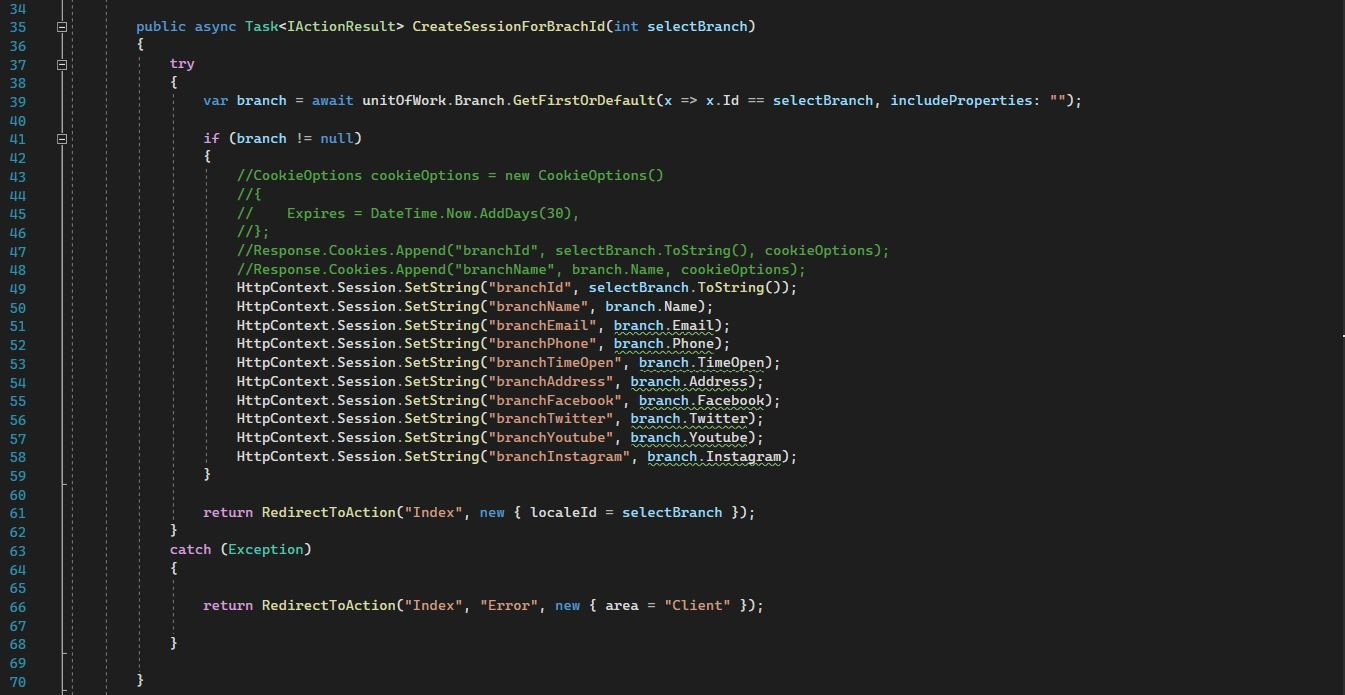 34
35 public async Task<IActionResult> CreateSessionForBrachId(int selectBranch)
36 {
37 try
38 {
39 var branch = await unitOfWork.Branch.GetFirstOrDefault(x => x.Id == selectBranch, includeProperties: "");
40
41 if (branch != null)
42 {
43 //CookieOptions cookieOptions = new CookieOptions()
44 //{
45 //    Expires = DateTime.Now.AddDays(30),
46 //};
47 //Response.Cookies.Append("branchId", selectBranch.ToString(), cookieOptions);
48 //Response.Cookies.Append("branchName", branch.Name, cookieOptions);
49 HttpContext.Session.SetString("branchId", selectBranch.ToString());
50 HttpContext.Session.SetString("branchName", branch.Name);
51 HttpContext.Session.SetString("branchEmail", branch.Email);
52 HttpContext.Session.SetString("branchPhone", branch.Phone);
53 HttpContext.Session.SetString("branchTimeOpen", branch.TimeOpen);
54 HttpContext.Session.SetString("branchAddress", branch.Address);
55 HttpContext.Session.SetString("branchFacebook", branch.Facebook);
56 HttpContext.Session.SetString("branchTwitter", branch.Twitter);
57 HttpContext.Session.SetString("branchYoutube", branch.Youtube);
58 HttpContext.Session.SetString("branchInstagram", branch.Instagram);
59 }
60
61 return RedirectToAction("Index", new { localeId = selectBranch });
62 }
63 catch (Exception)
64 {
65
66 return RedirectToAction("Index", "Error", new { area = "Client" });
67
68 }
69
70 }